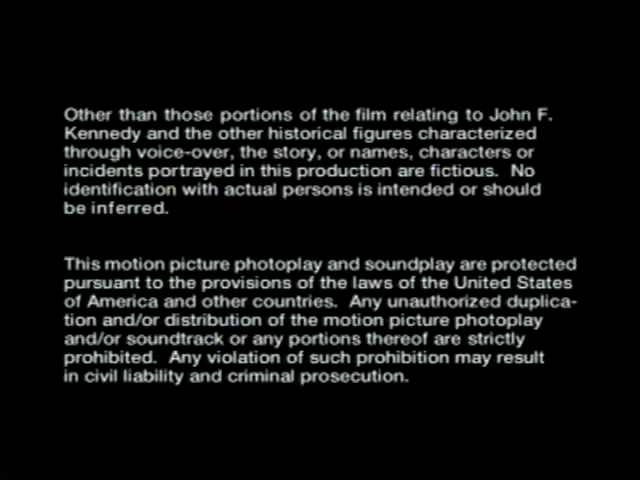 Other than those portions of the film relating to John F.
Kennedy and the other historical figures characterized
through voice-over, the story, or names, characters or
incidents portrayed in this production are fictious.  No
identification with actual persons is intended or should
be inferred.
This motion picture photoplay and soundplay are protected
pursuant to the provisions of the laws of the United States
of America and other countries.  Any unauthorized duplica-
tion and/or distribution of the motion picture photoplay
and/or soundtrack or any portions thereof are strictly
prohibited.  Any violation of such prohibition may result
in civil liability and criminal prosecution.